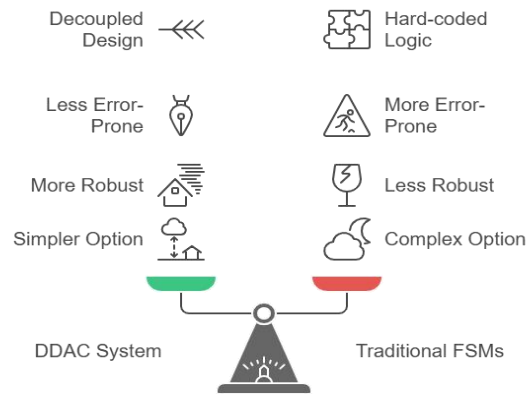 Decoupled
Design
Hard-coded
Logic
Less Error-
Prone
More Error-
Prone
More Robust
Less Robust
Simpler Option
Complex Option
DDAC System
Traditional FSMs